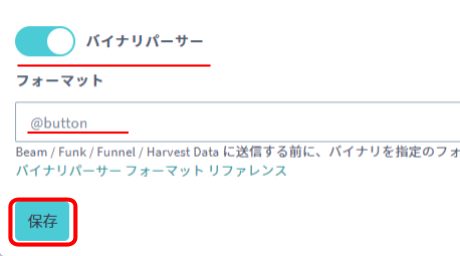 バイナリパーサー
フォーマット
@button
Beam / Funk / Funnel / Harvest Data に送信する前に、バイナリを指定のフォ
バイナリパーサー フォーマット リファレンス
保存